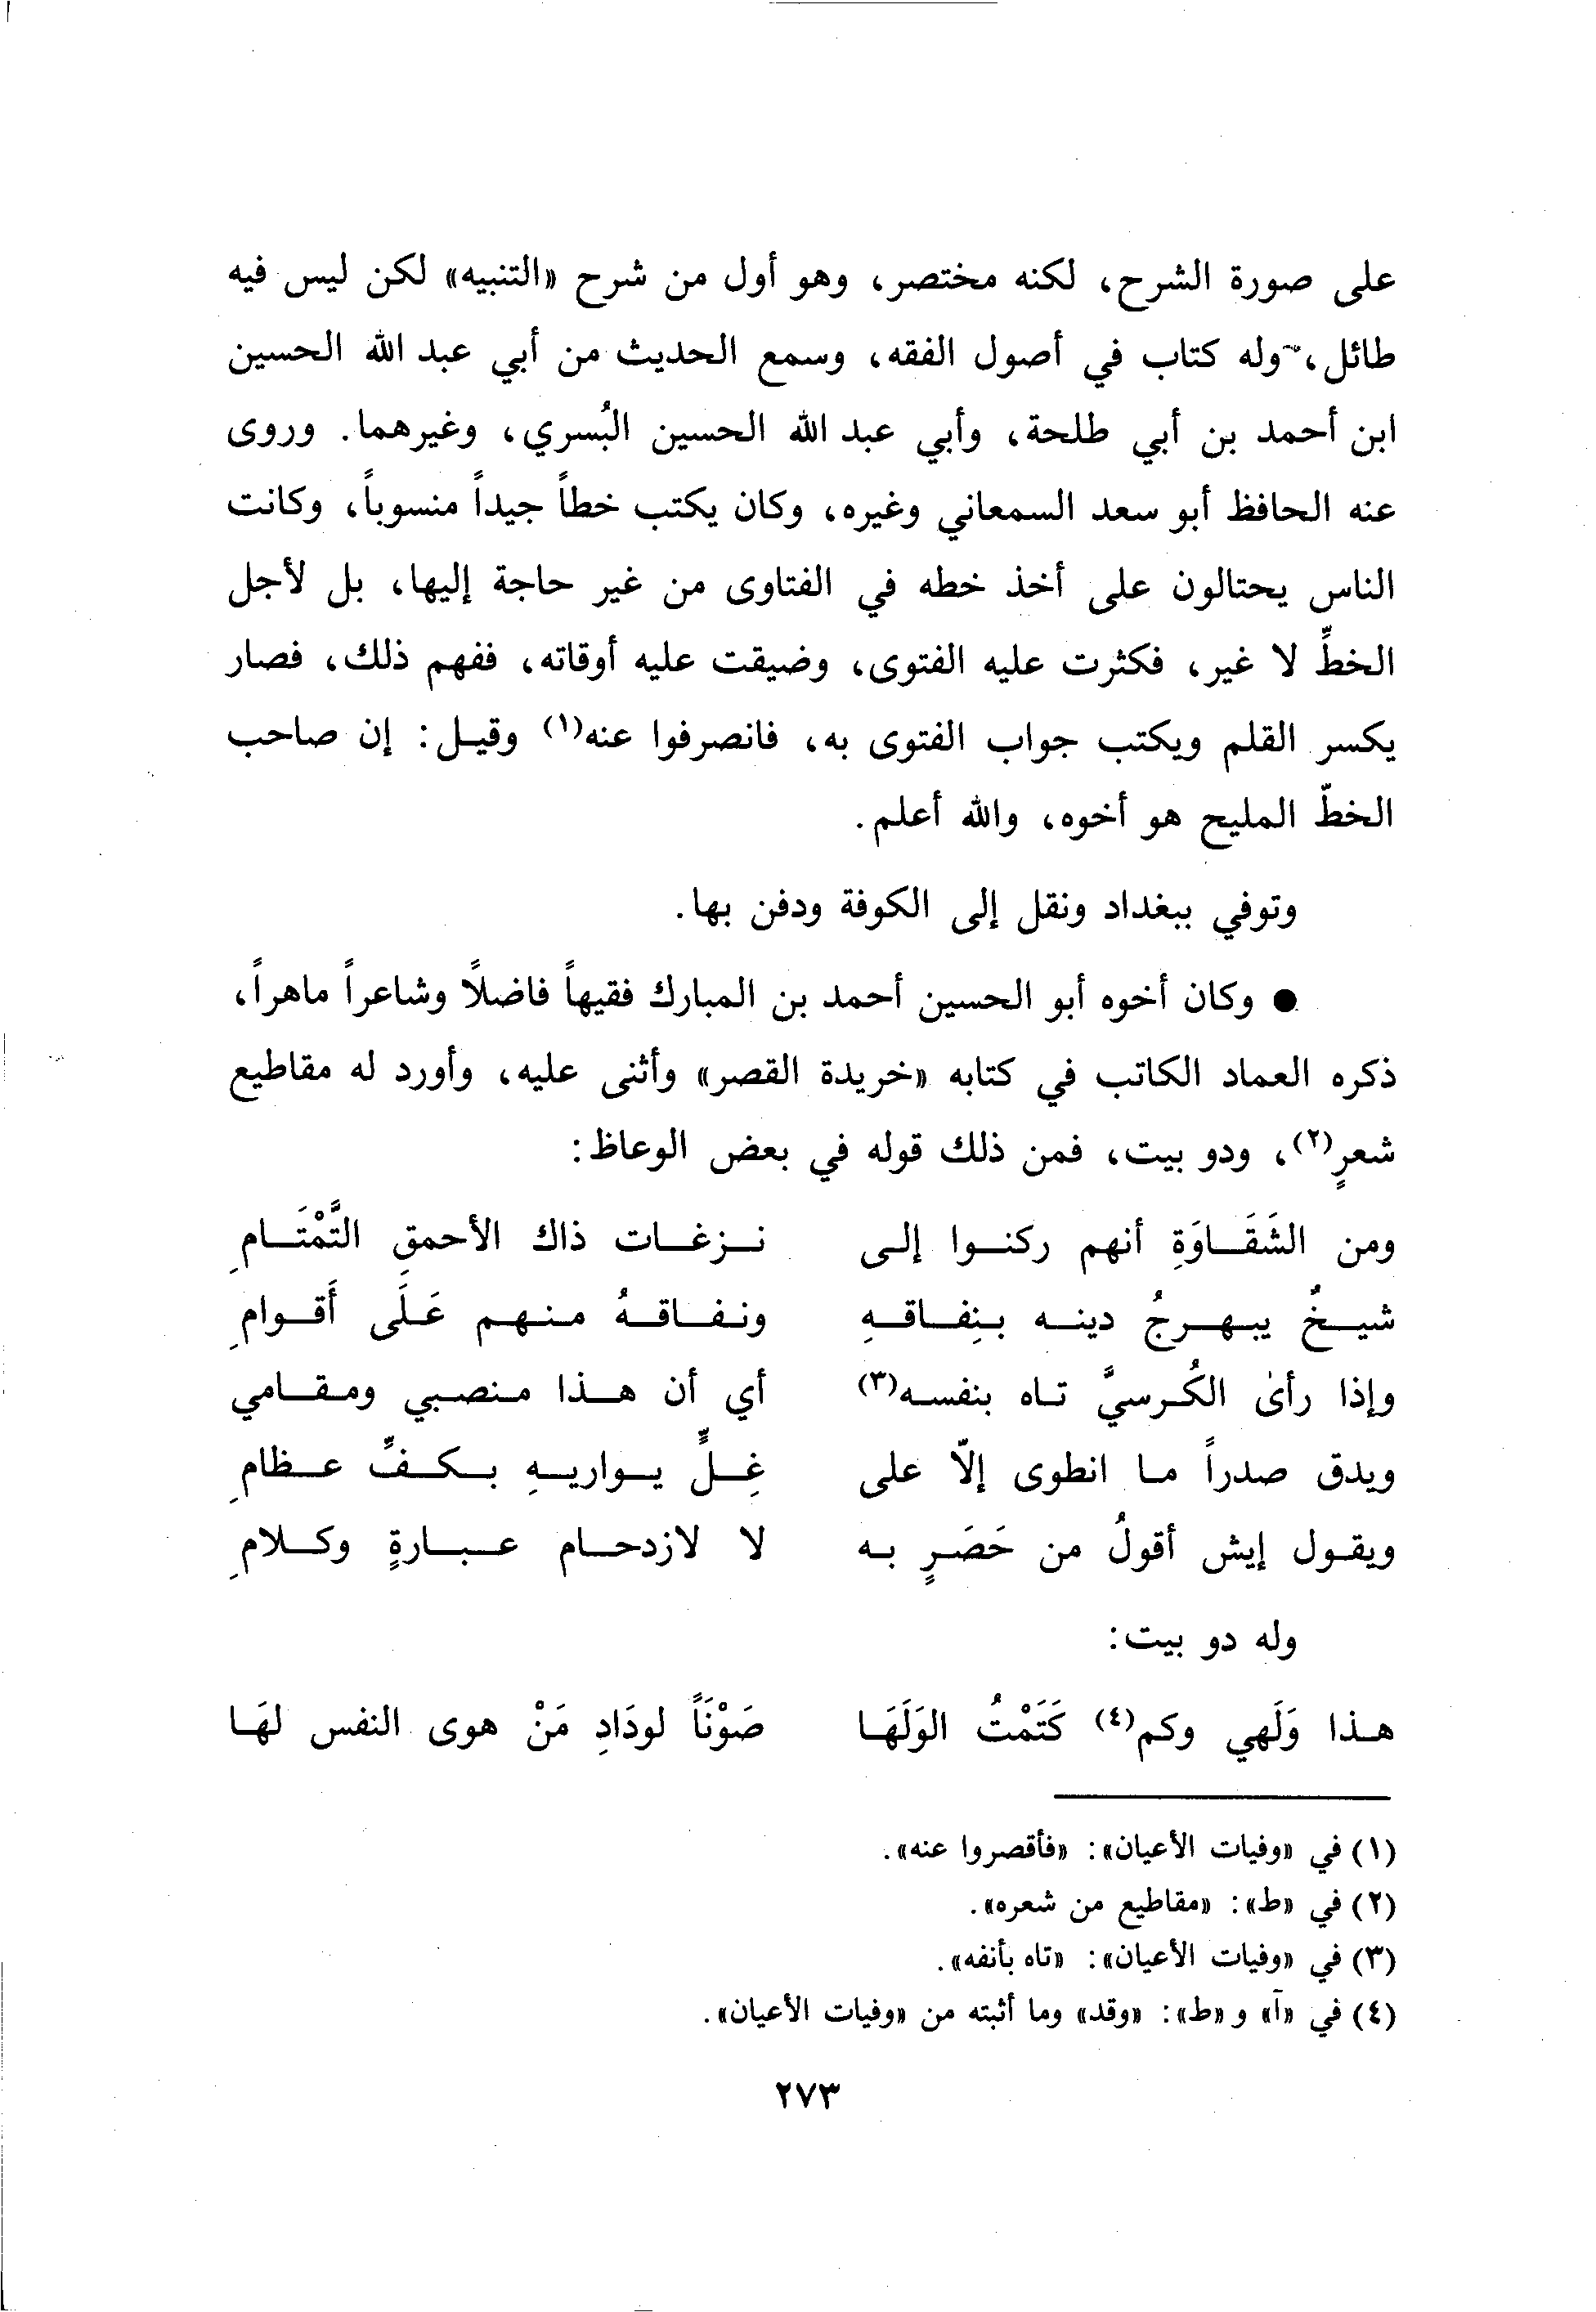 على صورة الشرح، لكنه مختصر، وهو أول من شرح «التنبيه» لكن ليس فيه
طائل، وله كتاب في أصول الفقه، وسمع الحديث من أبي عبد الله الحسين
ابن أحمد بن أبي طلحة، وأبي عبد الله الحسين البُسري، وغيرهما. وروى
عنه الحافظ أبو سعد السمعاني وغيره، وكان يكتب خطاً جيداً منسوباً، وكانت
الناس يحتالون على أخذ خطه في الفتاوى من غير حاجة إليها، بل لأجل
الخطِّ لا غير، فكثرت عليه الفتوى، وضيقت عليه أوقاته، ففهم ذلك، فصار
يكسر القلم ويكتب جواب الفتوى به، فانصرفوا عنه(١) وقيل: إن صاحب
الخطّ المليح هو أخوه، والله أعلم.
وتوفي ببغداد ونقل إلى الكوفة ودفن بها.
● وكان أخوه أبو الحسين أحمد بن المبارك فقيهاً فاضلًا وشاعراً ماهراً،
ذكره العماد الكاتب في كتابه «خريدة القصر» وأثنى عليه، وأورد له مقاطيع
شعرٍ(٢)، ودو بيت، فمن ذلك قوله في بعض الوعاظ:
ومن الشَقَاوَةِ أنهم ركنوا إلى نزغات ذاك الأحمقِ التَّمْتَامِ
شيخٌ يبهرجُ دينه بنِفاقهِ ونفاقهُ منهم عَلَى أَقوامِ
وإذا رأىٰ الكُرسيَّ تاه بنفسه(٣) أي أن هذا منصبي ومقامي
ويدق صدراً ما انطوى إلّا على غِلٍّ يواريهِ بكفِّ عظامِ
ويقول إيش أقولُ من حَصَرٍ به لا لازدحام عبارةٍ وكلامِ
وله دو بيت:
هذا وَلَهي وكم(٤) كَتَمْتُ الوَلَهَا صَوْنَاً لودَادِ مَنْ هوى النفس لهَا
(١) في «وفيات الأعيان»: «فأقصروا عنه».
(٢) في «ط»: «مقاطيع من شعره».
(٣) في «وفيات الأعيان»: «تاه بأنفه».
(٤) في «آ» و «ط»: «وقد» وما أثبته من «وفيات الأعيان».
٢٧٣